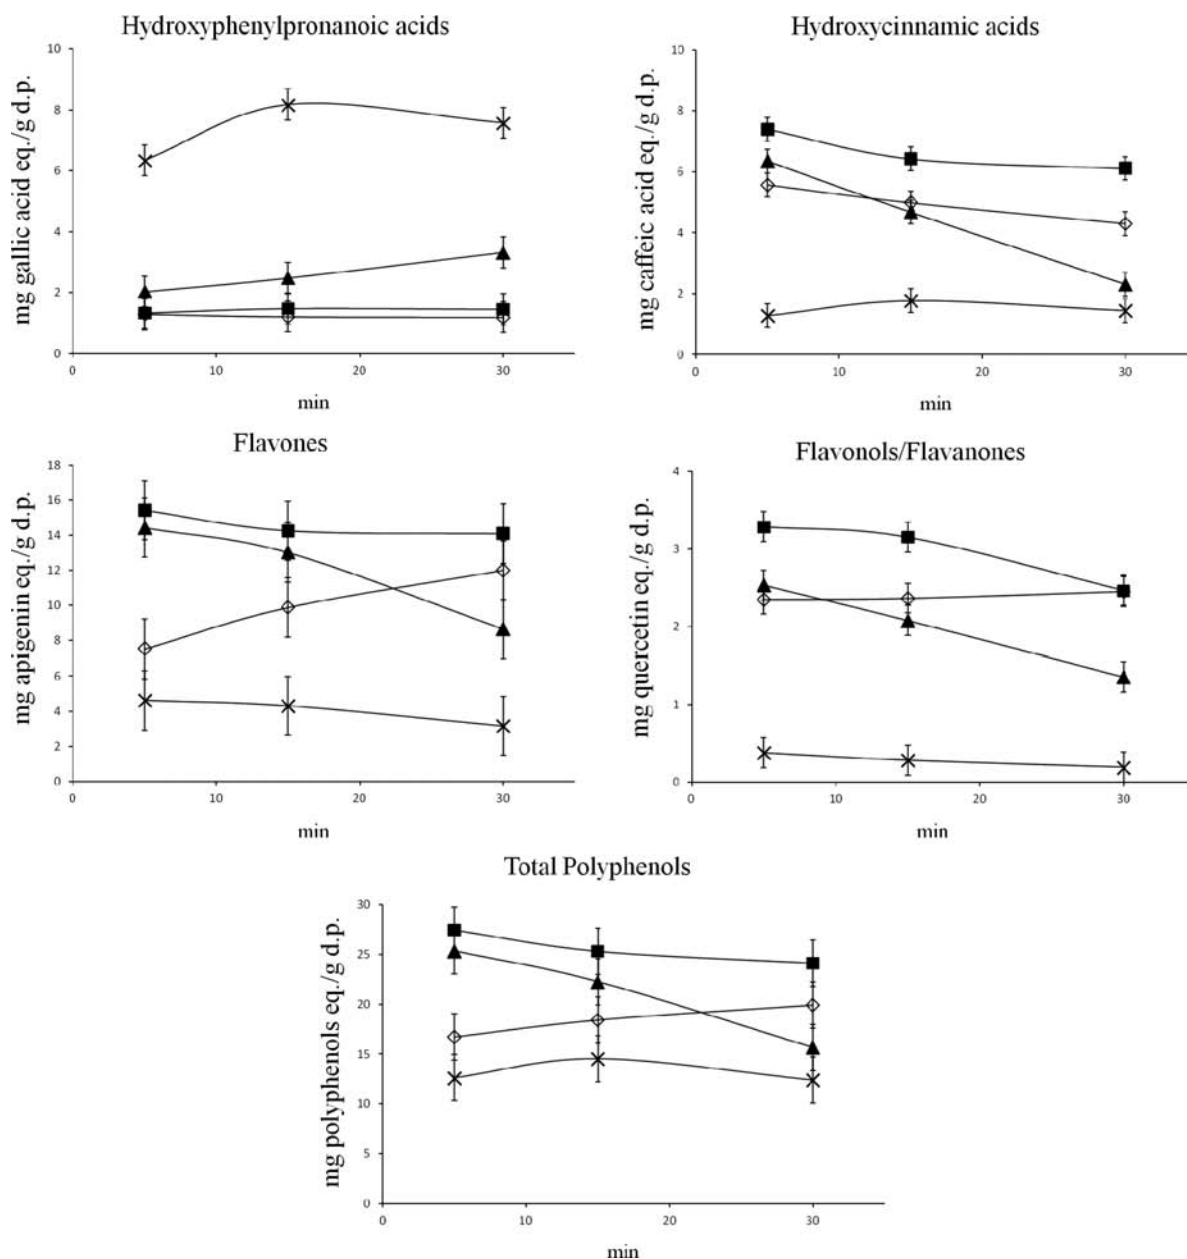 Hydroxyphenylpronanoic acids
mg gallic acid eq./g d.p.
10
8
6
4
2
0
0 10 20 30
min
Hydroxycinnamic acids
mg caffeic acid eq./g d.p.
10
8
6
4
2
0
0 10 20 30
min
Flavones
mg apigenin eq./g d.p.
18
16
14
12
10
8
6
4
2
0
0 10 20 30
min
Flavonols/Flavanones
mg quercetin eq./g d.p.
4
3
2
1
0
0 10 20 30
min
Total Polyphenols
mg polyphenols eq./g d.p.
30
25
20
15
10
5
0
0 10 20 30
min